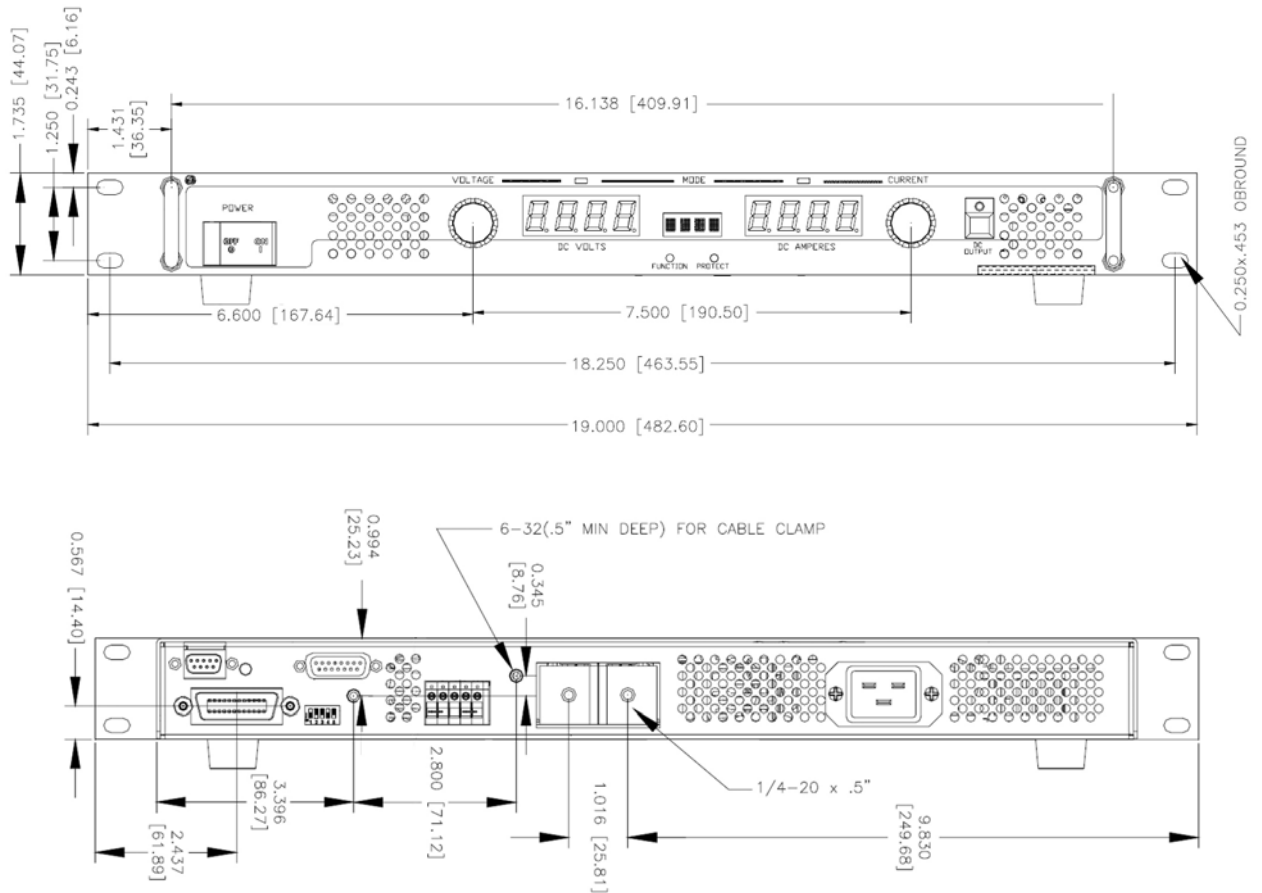 1.735 [44.07]
1.250 [31.75]
0.243 [6.16]
1.431
[36.35]
16.138 [409.91]
0.250x.453 OBROUND
VOLTAGE
MODE
CURRENT
POWER
OFF
ON
DC VOLTS
DC AMPERES
FUNCTION
PROTECT
DC
OUTPUT
6.600 [167.64]
7.500 [190.50]
18.250 [463.55]
19.000 [482.60]
0.567 [14.40]
0.994
[25.23]
6-32(.5" MIN DEEP) FOR CABLE CLAMP
0.345
[8.76]
3.396
[86.27]
2.437
[61.89]
2.800 [71.12]
1.016 [25.81]
1/4-20 x .5"
9.830
[249.68]